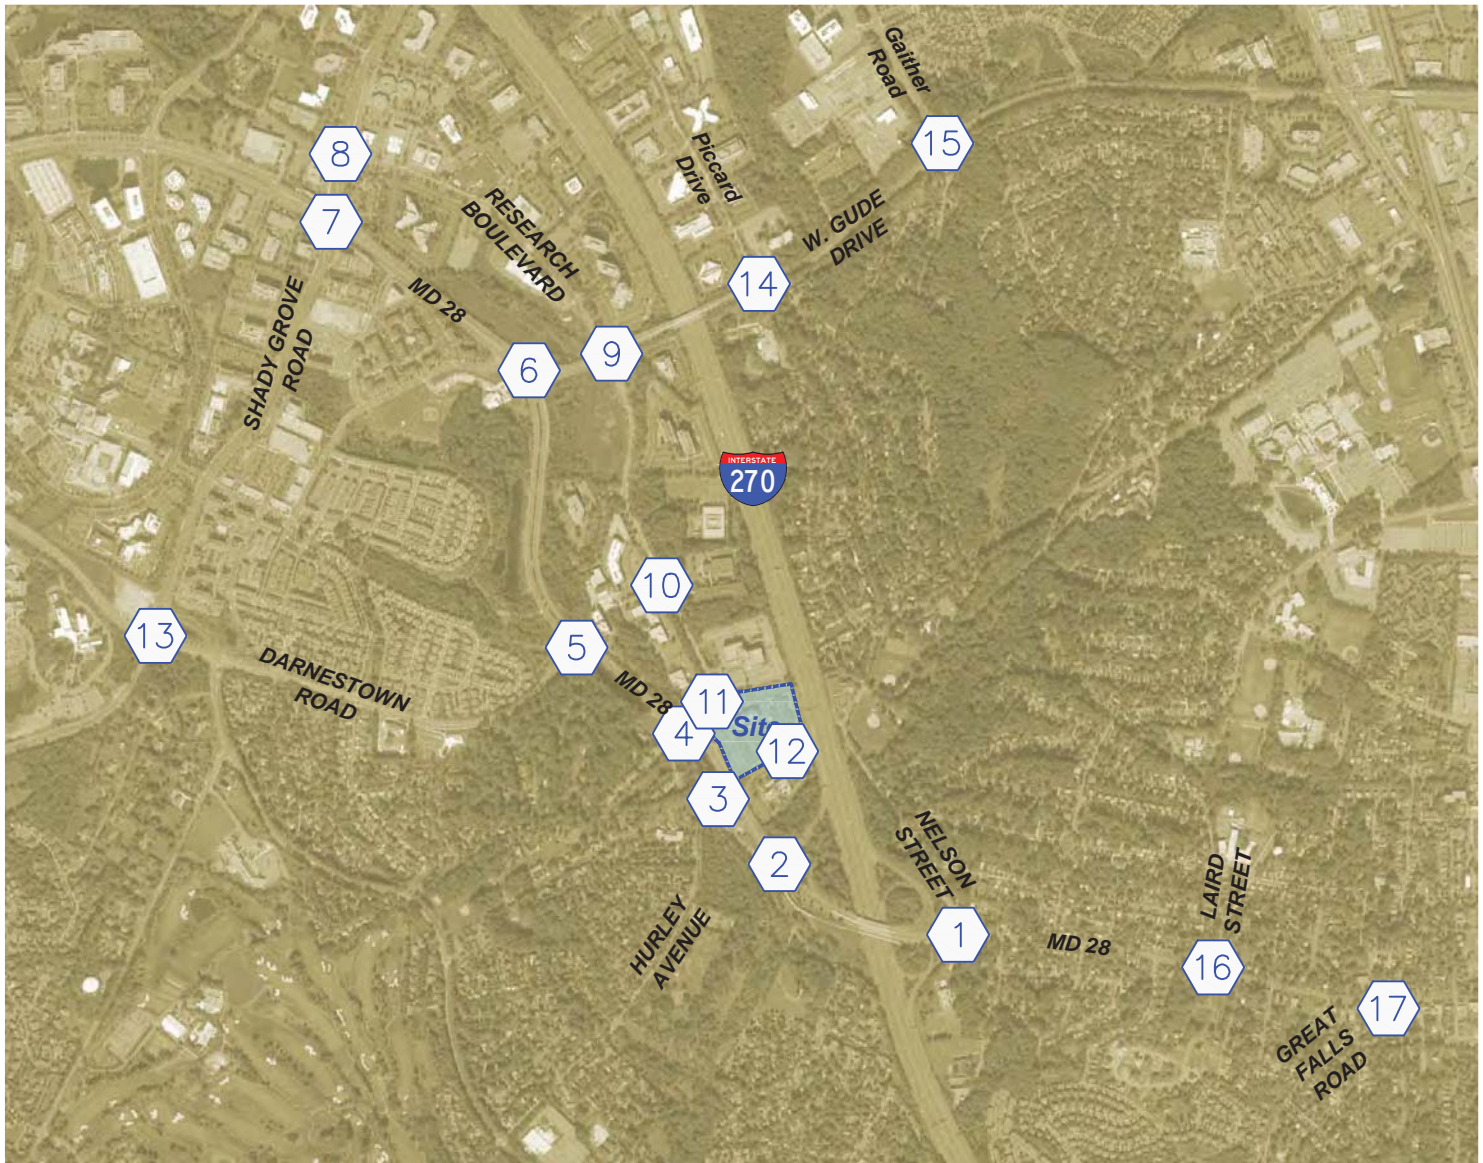 Gaither
Road
15
8
Piccard
Drive
7
RESEARCH
BOULEVARD
W. GUDE
DRIVE
14
MD 28
SHADY GROVE
ROAD
9
6
INTERSTATE
270
10
13
5
DARNESTOWN
ROAD
MD 28
11
4
Site
12
3
2
NELSON
STREET
LAIRD
STREET
HURLEY
AVENUE
1
MD 28
16
17
GREAT
FALLS
ROAD